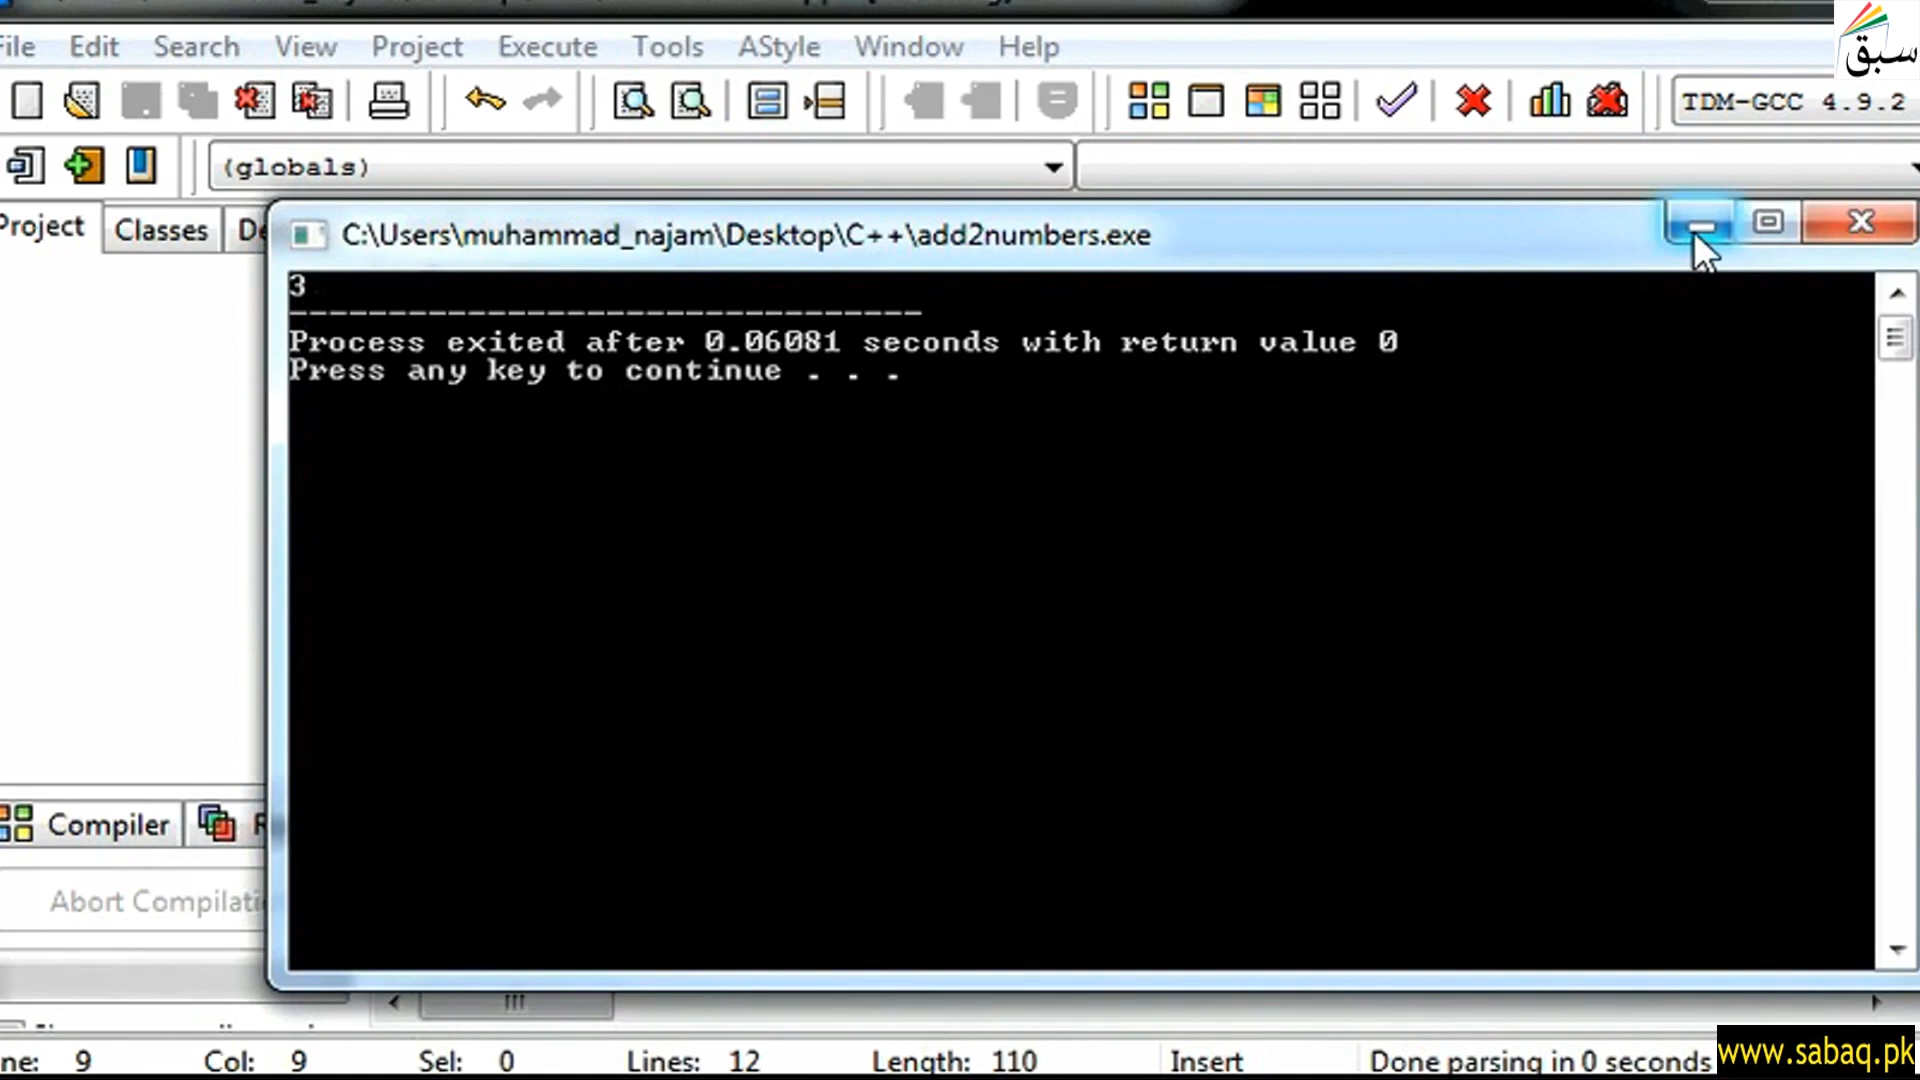 File Edit Search View Project Execute Tools AStyle Window Help
سبق
TDM-GCC 4.9.2
(globals)
Project Classes
C:\Users\muhammad_najam\Desktop\C++\add2numbers.exe
3
--------------------------------
Process exited after 0.06081 seconds with return value 0
Press any key to continue . . .
Compiler
Abort
Line: 9 Col: 9 Sel: 0 Lines: 12 Length: 110 Insert Done parsing in 0 seconds
www.sabaq.pk